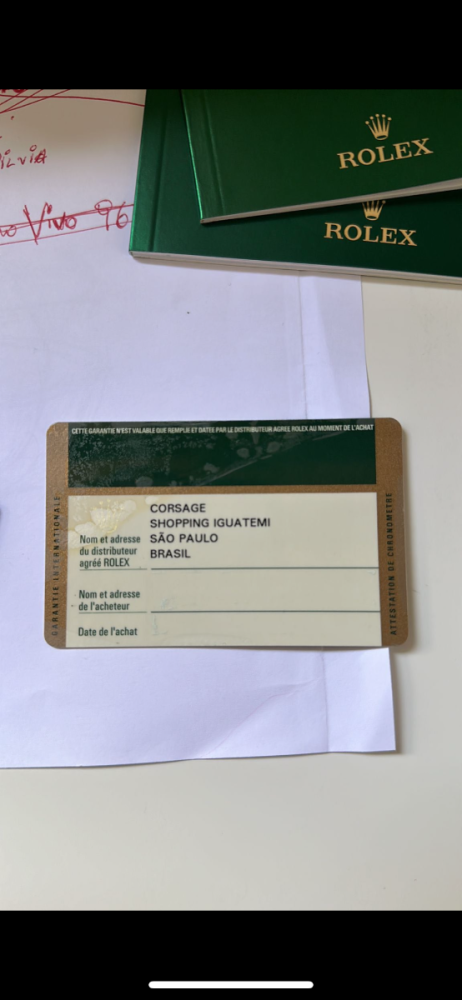 ROLEX
ROLEX
Vivo 96
CETTE GARANTIE N'EST VALABLE QUE REMPLIE ET DATEE PAR LE DISTRIBUTEUR AGREE ROLEX AU MOMENT DE L'ACHAT
GARANTIE INTERNATIONALE
CORSAGE
SHOPPING IGUATEMI
Nom et adresse SÃO PAULO
du distributeur BRASIL
agréé ROLEX
Nom et adresse
de l'acheteur
Date de l'achat
ATTESTATION DE CHRONOMETRE